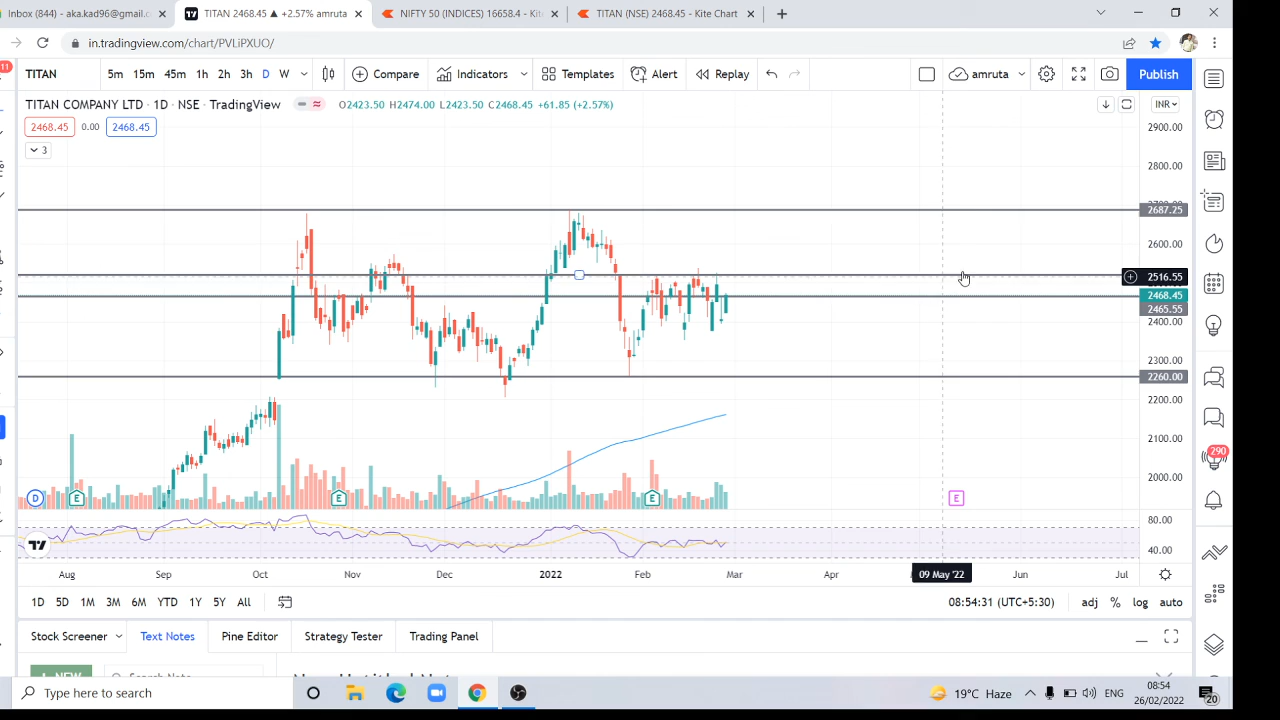 Inbox (844) - aka.kad96@gmail.c
TITAN 2468.45 ▲ +2.57% amruta
NIFTY 50 (INDICES) 16658.4 - Kite
TITAN (NSE) 2468.45 - Kite Chart
in.tradingview.com/chart/PVLiPXUO/
11
TITAN
5m 15m 45m 1h 2h 3h D W
Compare
Indicators
Templates
Alert
Replay
amruta
Publish
TITAN COMPANY LTD · 1D · NSE · TradingView
O2423.50 H2474.00 L2423.50 C2468.45 +61.85 (+2.57%)
INR
2468.45 0.00 2468.45
3
2900.00
2800.00
2687.25
2600.00
2516.55
2468.45
2465.55
2400.00
2300.00
2260.00
2200.00
2100.00
2000.00
D E E E E
80.00
40.00
Aug Sep Oct Nov Dec 2022 Feb Mar Apr 09 May '22 Jun Jul
1D 5D 1M 3M 6M YTD 1Y 5Y All
08:54:31 (UTC+5:30)
adj % log auto
290
Stock Screener
Text Notes
Pine Editor
Strategy Tester
Trading Panel
Type here to search
19°C Haze
ENG
08:54
26/02/2022
20